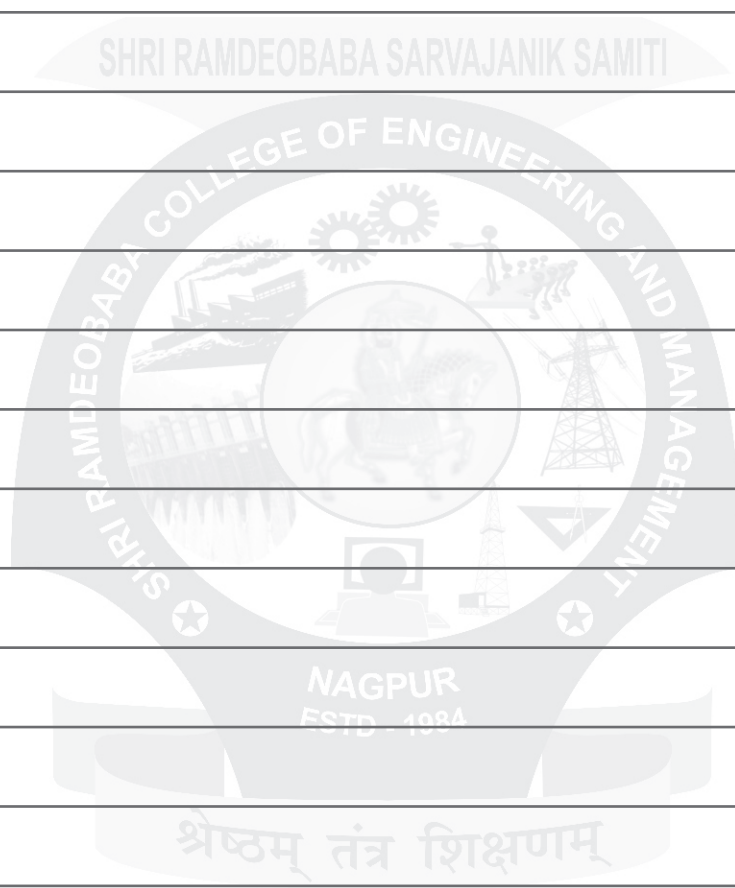 SHRI RAMDEOBABA SARVAJANIK SAMITI
SHRI RAMDEOBABA COLLEGE OF ENGINEERING AND MANAGEMENT
NAGPUR
ESTD - 1984
श्रेष्ठम् तंत्र शिक्षणम्